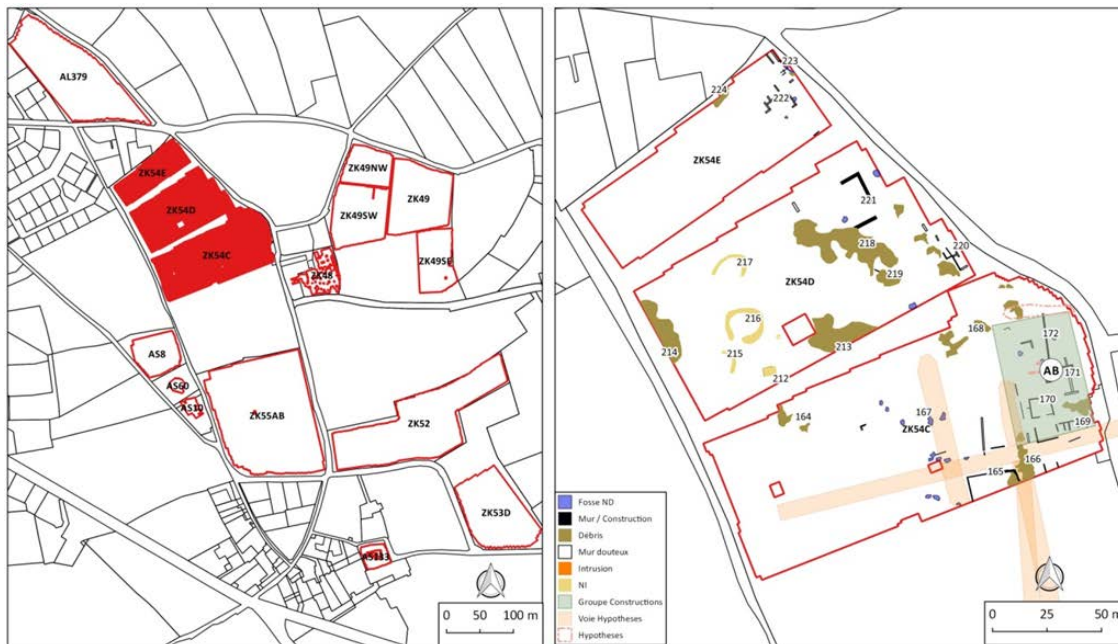 AL379
ZK54E
ZK54D
ZK54C
ZK49NW
ZK49
ZK49SW
ZK49SE
ZK48
AS8
AS60
AS10
ZK55AB
ZK52
ZK53D
0 50 100 m
223
224
222
ZK54E
221
218
220
219
217
ZK54D
216
214
215
213
212
168
172
AB
171
170
169
164
167
ZK54C
166
165
Fosse ND
Mur / Construction
Débris
Mur douteux
Intrusion
NI
Groupe Constructions
Voie Hypotheses
Hypotheses
0 25 50 m